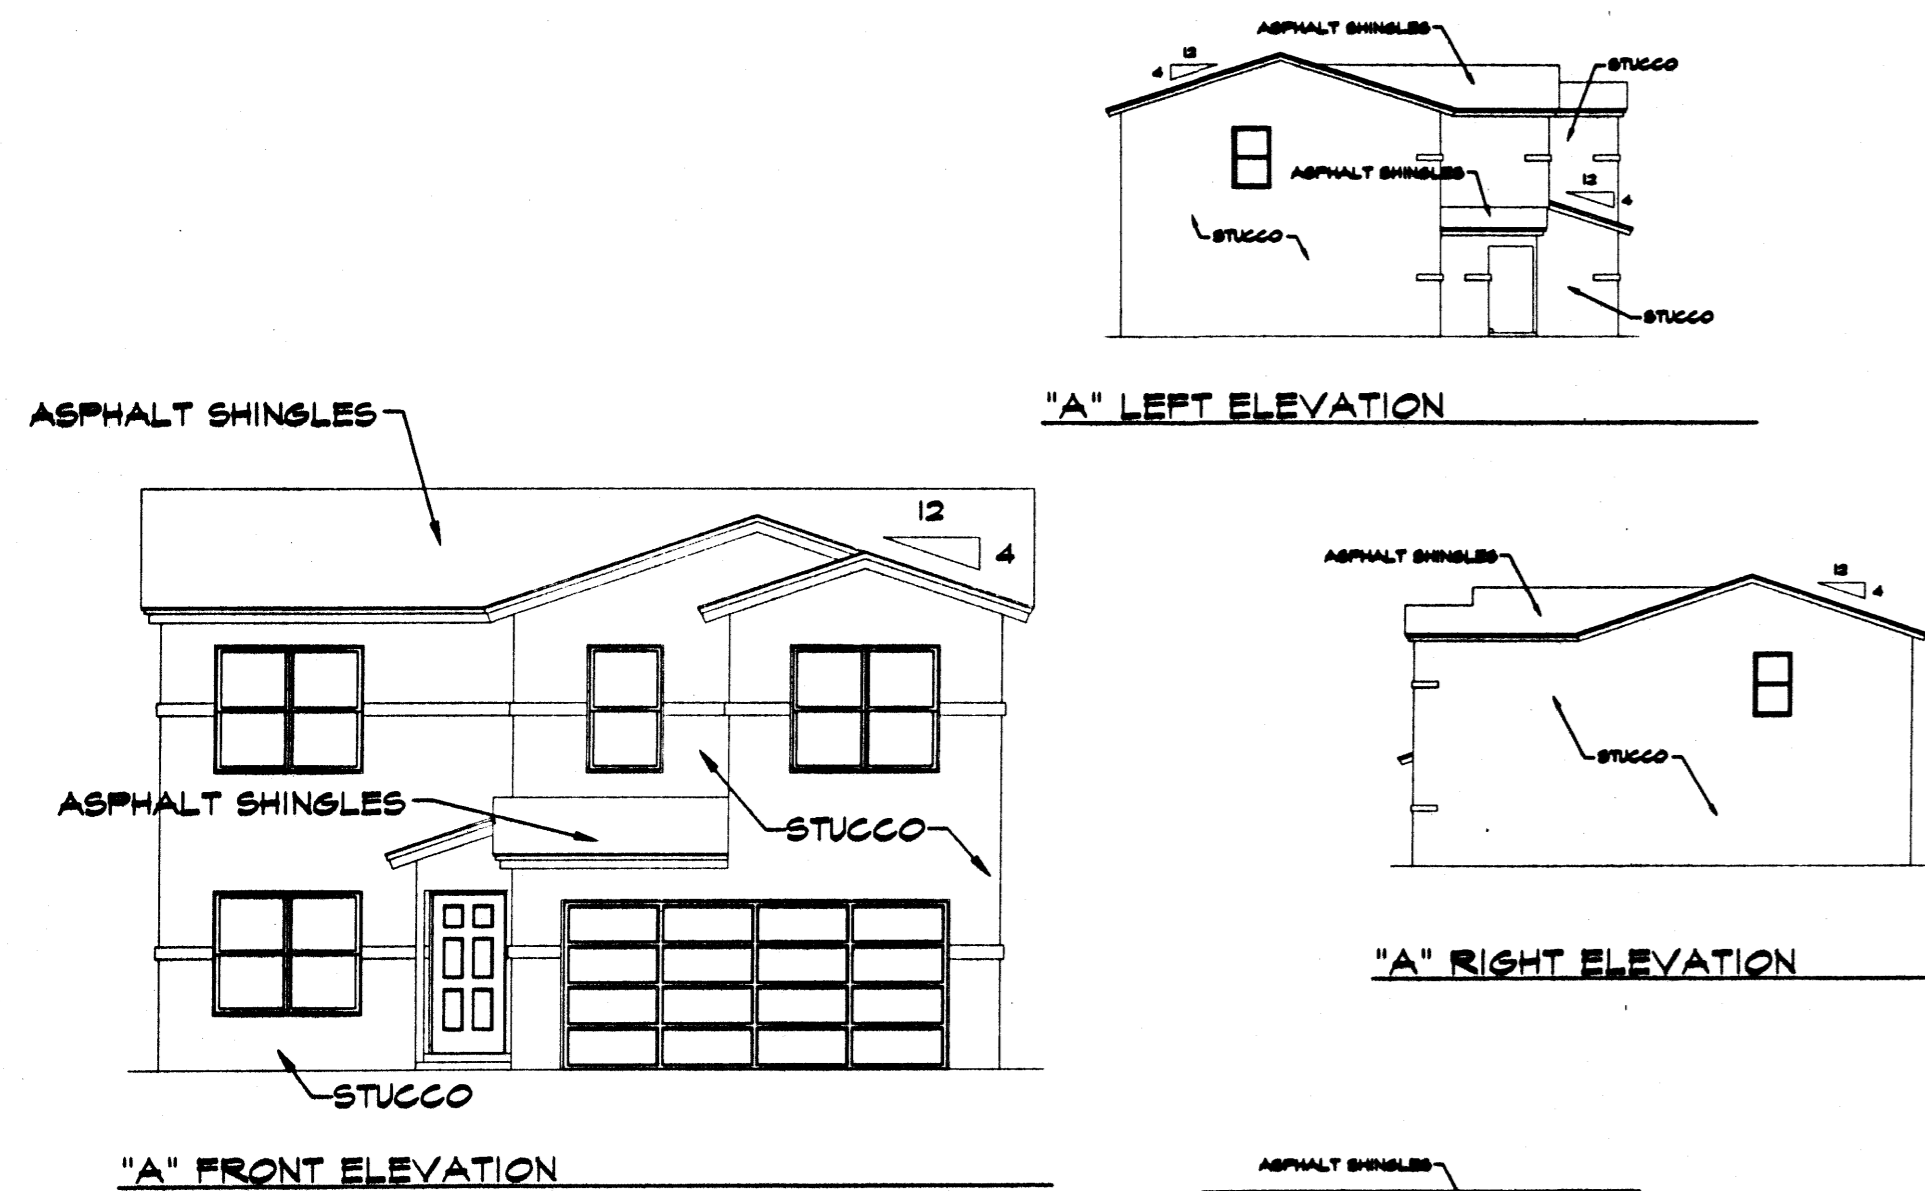 ASPHALT SHINGLES
12
4
STUCCO
ASPHALT SHINGLES
12
4
STUCCO
STUCCO
"A" LEFT ELEVATION
ASPHALT SHINGLES
12
4
ASPHALT SHINGLES
STUCCO
STUCCO
"A" FRONT ELEVATION
ASPHALT SHINGLES
12
4
STUCCO
"A" RIGHT ELEVATION
ASPHALT SHINGLES